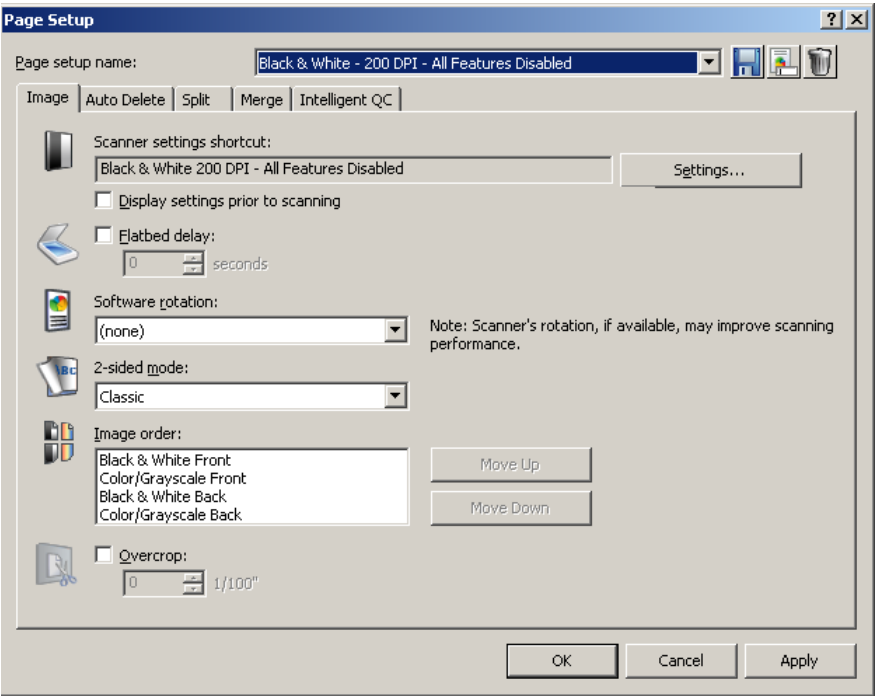 Page Setup
Page setup name:
Black & White - 200 DPI - All Features Disabled
Image
Auto Delete
Split
Merge
Intelligent QC
Scanner settings shortcut:
Black & White 200 DPI - All Features Disabled
Settings...
Display settings prior to scanning
Flatbed delay:
0
seconds
Software rotation:
(none)
Note: Scanner's rotation, if available, may improve scanning
performance.
2-sided mode:
ABC
Classic
Image order:
Black & White Front
Color/Grayscale Front
Black & White Back
Color/Grayscale Back
Move Up
Move Down
Overcrop:
0
1/100"
OK
Cancel
Apply